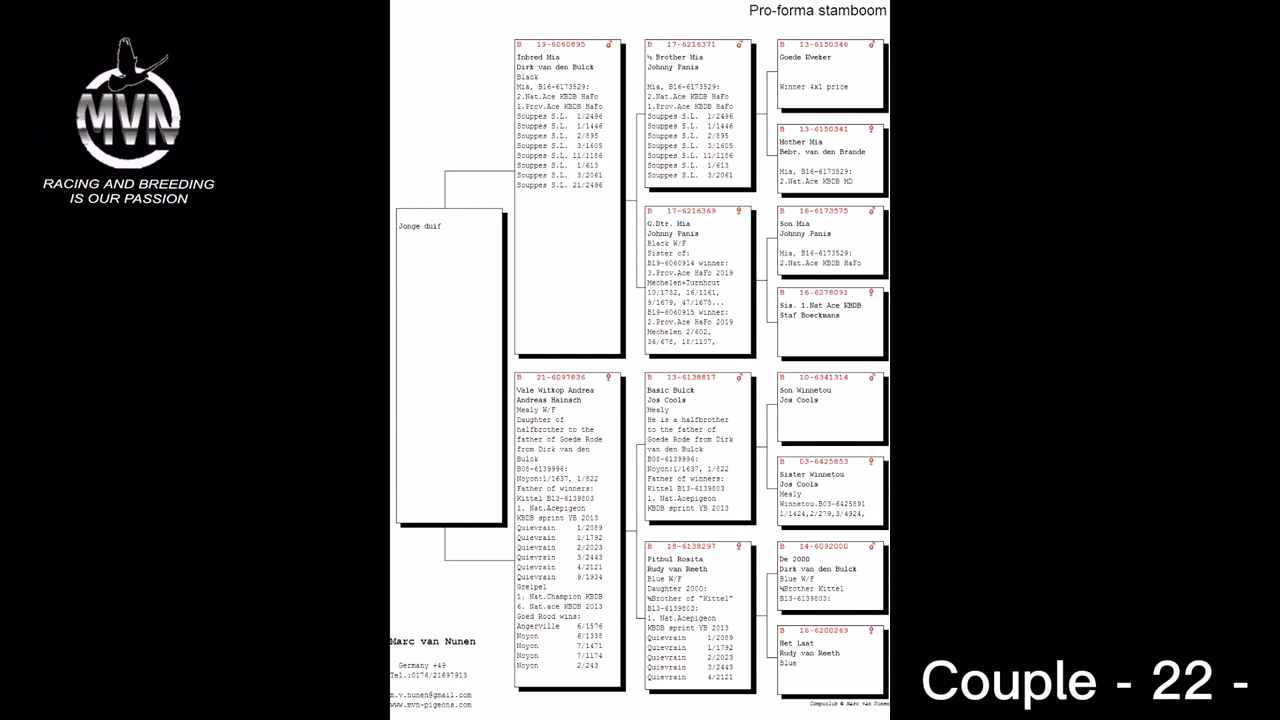 Pro-forma stamboom
MVN
RACING AND BREEDING
IS OUR PASSION
Jonge duif
B 19-6060895 ♂
Inbred Mia
Dirk van den Bulck
Black
Mia, B16-6173529:
2.Nat.Ace KBDB HaFo
1.Prov.Ace KBDB HaFo
Souppes S.L. 1/2496
Souppes S.L. 1/1446
Souppes S.L. 2/895
Souppes S.L. 3/1605
Souppes S.L. 11/1186
Souppes S.L. 1/613
Souppes S.L. 3/2061
Souppes S.L. 21/2496
B 21-6097836 ♀
Vale Witkop Andrea
Andreas Hainsch
Mealy W/F
Daughter of
halfbrother to the
father of Goede Rode
from Dirk van den
Bulck
B08-6139996:
Noyon:1/1637, 1/822
Father of winners:
Kittel B13-6139803
1. Nat.Acepigeon
KBDB sprint YB 2013
Quievrain 1/2089
Quievrain 1/1792
Quievrain 2/2023
Quievrain 3/2443
Quievrain 4/2121
Quievrain 9/1934
Greipel
1. Nat.Champion KBDB
6. Nat.ace KBDB 2013
Goed Rood wins:
Angerville 6/1576
Noyon 6/1338
Noyon 7/1471
Noyon 7/1174
Noyon 2/243
B 17-6216371 ♂
½ Brother Mia
Johnny Panis
Mia, B16-6173529:
2.Nat.Ace KBDB HaFo
1.Prov.Ace KBDB HaFo
Souppes S.L. 1/2496
Souppes S.L. 1/1446
Souppes S.L. 2/895
Souppes S.L. 3/1605
Souppes S.L. 11/1186
Souppes S.L. 1/613
Souppes S.L. 3/2061
B 17-6216369 ♀
G.Dtr. Mia
Johnny Panis
Black W/F
Sister of:
B19-6060914 winner:
3.Prov.Ace HaFo 2019
Mechelen+Turnhout
10/1732, 16/1161,
9/1679, 47/1675...
B19-6060915 winner:
2.Prov.Ace HaFo 2019
Mechelen 2/602,
36/678, 18/1107,
B 13-6138817 ♂
Basic Bulck
Jos Cools
Mealy
He is a halfbrother
to the father of
Goede Rode from Dirk
van den Bulck
B08-6139996:
Noyon:1/1637, 1/822
Father of winners:
Kittel B13-6139803
1. Nat.Acepigeon
KBDB sprint YB 2013
B 18-6138297 ♀
Pitbul Rosita
Rudy van Reeth
Blue W/F
Daughter 2000:
½Brother of "Kittel"
B13-6139803:
1. Nat.Acepigeon
KBDB sprint YB 2013
Quievrain 1/2089
Quievrain 1/1792
Quievrain 2/2023
Quievrain 3/2443
Quievrain 4/2121
B 13-6150346 ♂
Goede Kweker
Winner 4x1 price
B 13-6150341 ♀
Mother Mia
Bebr. van den Brande
Mia, B16-6173529:
2.Nat.Ace KBDB MD
B 16-6173575 ♂
Son Mia
Johnny Panis
Mia, B16-6173529:
2.Nat.Ace KBDB HaFo
B 16-6278091 ♀
Sis. 1.Nat Ace KBDB
Staf Boeckmans
B 10-6341314 ♂
Son Winnetou
Jos Cools
B 03-6425853 ♀
Sister Winnetou
Jos Cools
Mealy
Winnetou.B03-6425891
1/1424,2/279,3/4924,
B 14-6092000 ♂
De 2000
Dirk van den Bulck
Blue W/F
½Brother Kittel
B13-6139803:
B 16-6200269 ♀
Het Laat
Rudy van Reeth
Blue
Marc van Nunen
Germany +49
Tel.:0176/21697913
m.v.nunen@gmail.com
www.mvn-pigeons.com
Compuclub © Marc van Nunen
Couple - 22 -